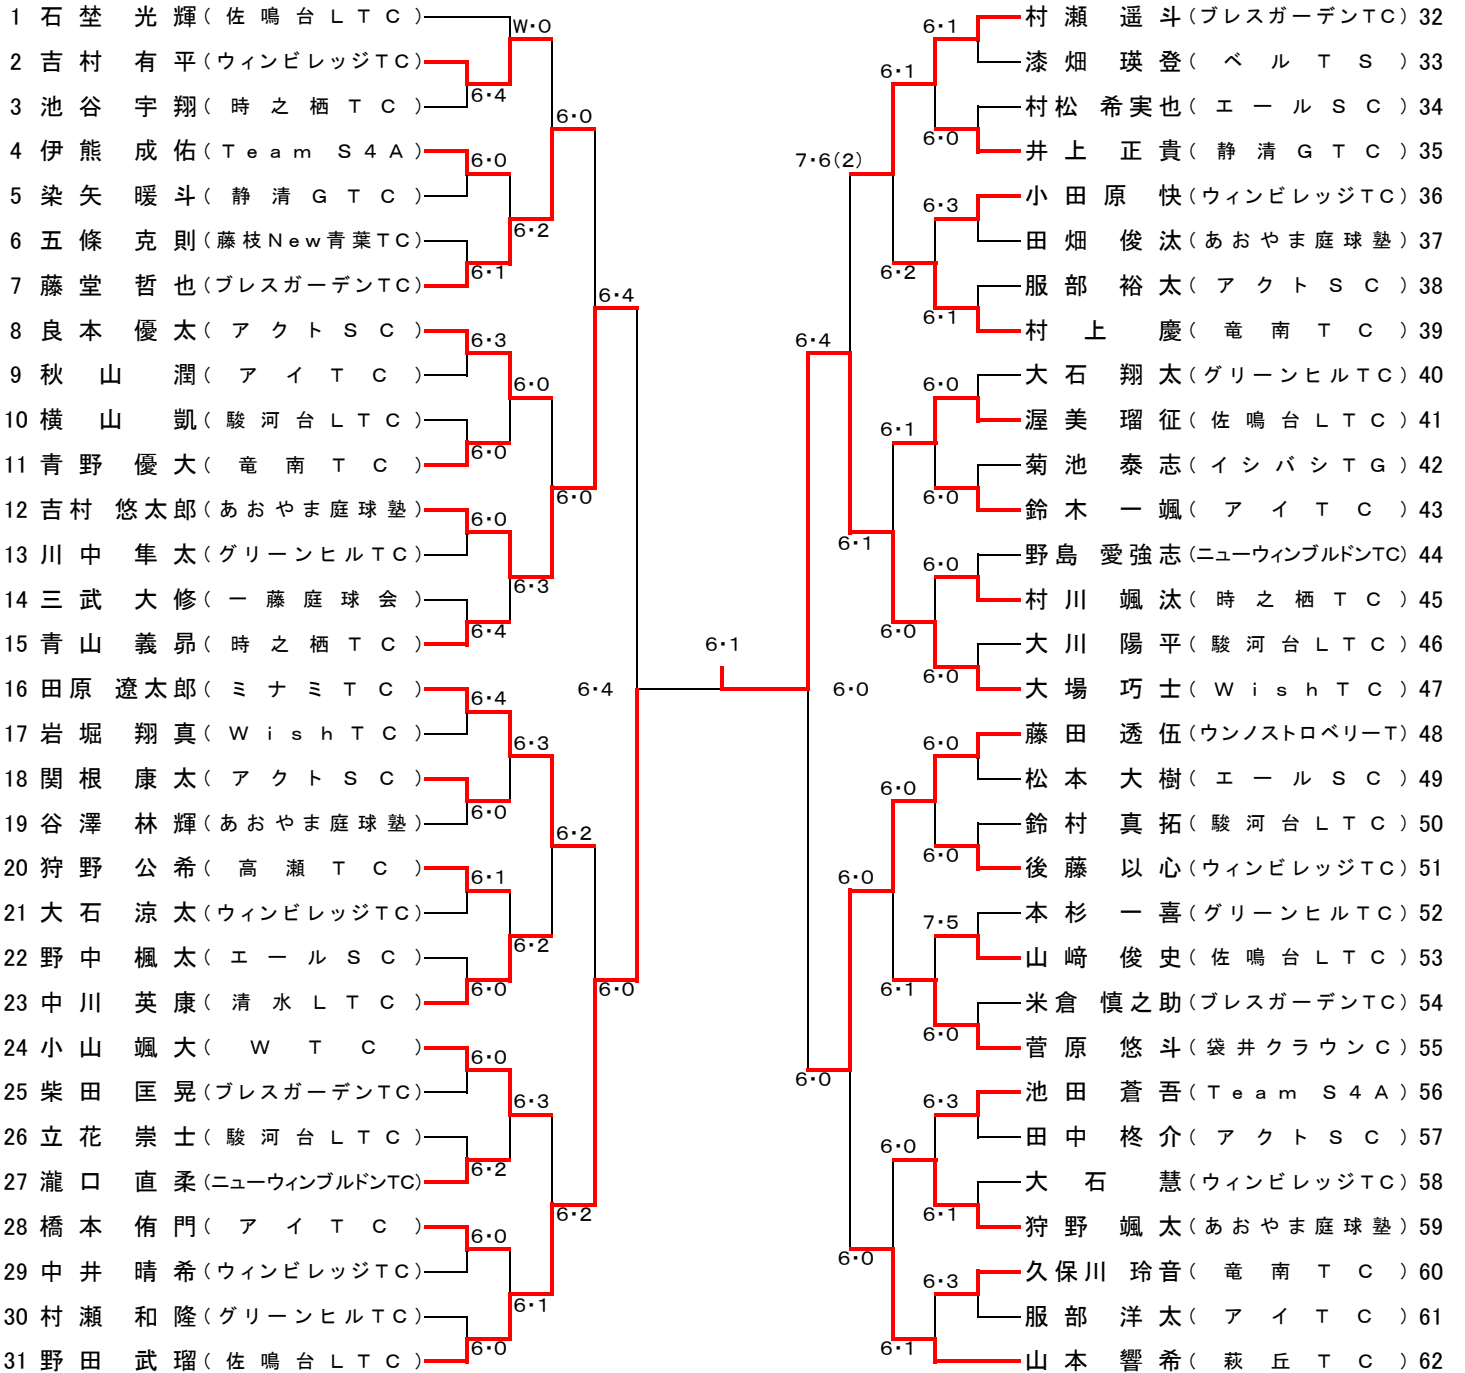 1 石埜 光輝(佐鳴台LTC)
2 吉村 有平(ウィンビレッジTC)
3 池谷 宇翔(時之栖TC)
4 伊熊 成佑(Team S4A)
5 染矢 暖斗(静清GTC)
6 五條 克則(藤枝New青葉TC)
7 藤堂 哲也(ブレスガーデンTC)
8 良本 優太(アクトSC)
9 秋山 潤(アイTC)
10 横山 凱(駿河台LTC)
11 青野 優大(竜南TC)
12 吉村 悠太郎(あおやま庭球塾)
13 川中 隼太(グリーンヒルTC)
14 三武 大修(一藤庭球会)
15 青山 義昴(時之栖TC)
16 田原 遼太郎(ミナミTC)
17 岩堀 翔真(WishTC)
18 関根 康太(アクトSC)
19 谷澤 林輝(あおやま庭球塾)
20 狩野 公希(高瀬TC)
21 大石 涼太(ウィンビレッジTC)
22 野中 楓太(エールSC)
23 中川 英康(清水LTC)
24 小山 颯大(WTC)
25 柴田 匡晃(ブレスガーデンTC)
26 立花 崇士(駿河台LTC)
27 瀧口 直柔(ニューウィンブルドンTC)
28 橋本 侑門(アイTC)
29 中井 晴希(ウィンビレッジTC)
30 村瀬 和隆(グリーンヒルTC)
31 野田 武瑠(佐鳴台LTC)
W・0
6・4
6・0
6・1
6・3
6・0
6・0
6・4
6・4
6・0
6・1
6・0
6・0
6・2
6・0
6・0
6・2
6・0
6・3
6・3
6・2
6・3
6・1
6・0
6・0
6・2
6・2
6・4
6・0
6・4
6・1
6・0
6・4
6・0
7・6(2)
6・1
6・0
6・0
6・1
6・2
6・1
6・0
6・0
6・1
6・0
6・1
6・1
6・0
6・3
6・1
6・0
6・0
6・0
6・0
6・0
6・0
7・5
6・0
6・3
6・1
6・3
村瀬 遥斗(ブレスガーデンTC) 32
漆畑 瑛登(ベルTS) 33
村松 希実也(エールSC) 34
井上 正貴(静清GTC) 35
小田原 快(ウィンビレッジTC) 36
田畑 俊汰(あおやま庭球塾) 37
服部 裕太(アクトSC) 38
村上 慶(竜南TC) 39
大石 翔太(グリーンヒルTC) 40
渥美 瑠征(佐鳴台LTC) 41
菊池 泰志(イシバシTG) 42
鈴木 一颯(アイTC) 43
野島 愛強志(ニューウィンブルドンTC) 44
村川 颯汰(時之栖TC) 45
大川 陽平(駿河台LTC) 46
大場 巧士(WishTC) 47
藤田 透伍(ウンノストロベリーT) 48
松本 大樹(エールSC) 49
鈴村 真拓(駿河台LTC) 50
後藤 以心(ウィンビレッジTC) 51
本杉 一喜(グリーンヒルTC) 52
山﨑 俊史(佐鳴台LTC) 53
米倉 慎之助(ブレスガーデンTC) 54
菅原 悠斗(袋井クラウンC) 55
池田 蒼吾(Team S4A) 56
田中 柊介(アクトSC) 57
大石 慧(ウィンビレッジTC) 58
狩野 颯太(あおやま庭球塾) 59
久保川 玲音(竜南TC) 60
服部 洋太(アイTC) 61
山本 響希(萩丘TC) 62